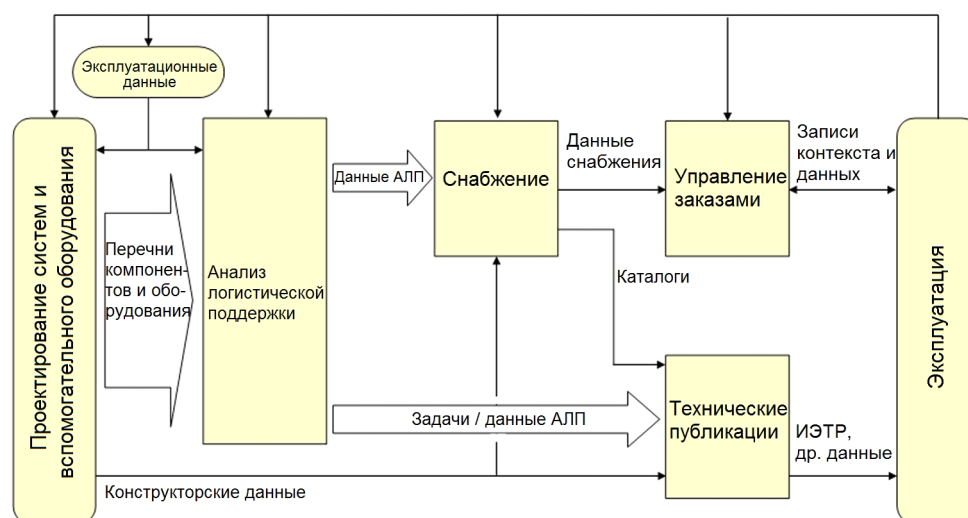 Эксплуатационные
данные
Проектирование систем и
вспомогательного оборудования
Перечни
компонен-
тов и обо-
рудования
Анализ
логистической
поддержки
Данные АЛП
Снабжение
Данные
снабжения
Управление
заказами
Записи
контекста и
данных
Каталоги
Эксплуатация
Задачи / данные АЛП
Технические
публикации
ИЭТР,
др. данные
Конструкторские данные